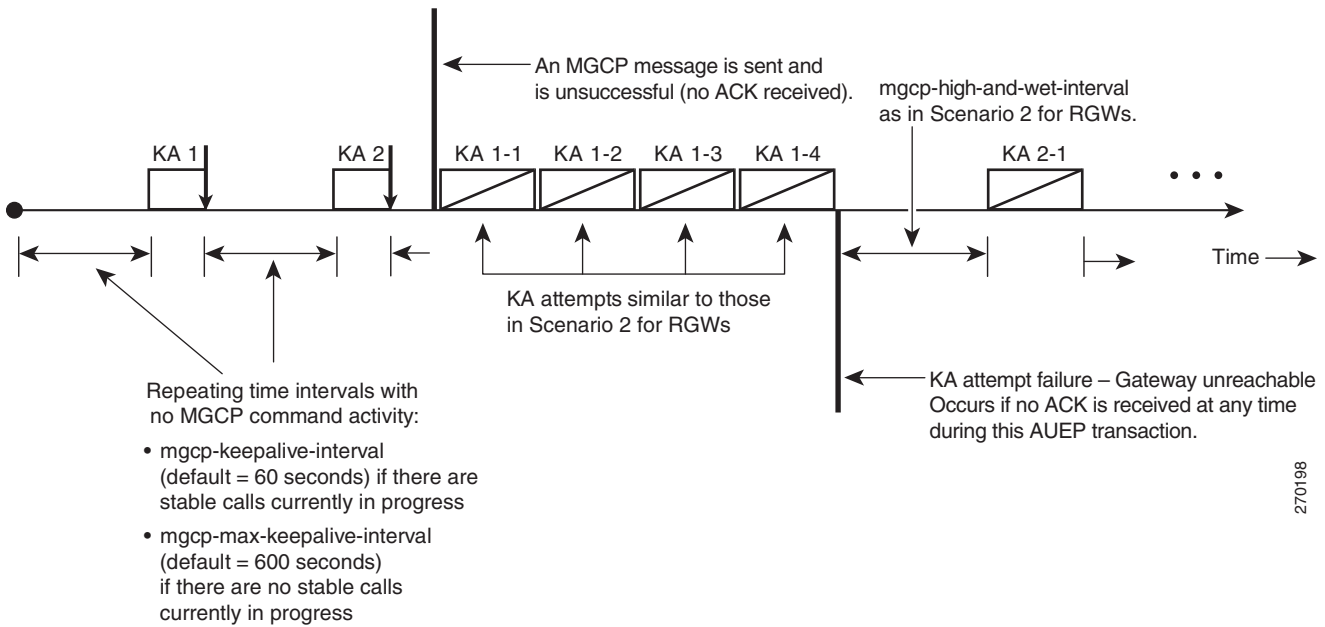 An MGCP message is sent and
is unsuccessful (no ACK received).
mgcp-high-and-wet-interval
as in Scenario 2 for RGWs.
KA 1
KA 2
KA 1-1
KA 1-2
KA 1-3
KA 1-4
KA 2-1
• • •
Time
KA attempts similar to those
in Scenario 2 for RGWs
Repeating time intervals with
no MGCP command activity:
• mgcp-keepalive-interval
(default = 60 seconds) if there are
stable calls currently in progress
• mgcp-max-keepalive-interval
(default = 600 seconds)
if there are no stable calls
currently in progress
KA attempt failure – Gateway unreachable
Occurs if no ACK is received at any time
during this AUEP transaction.
270198